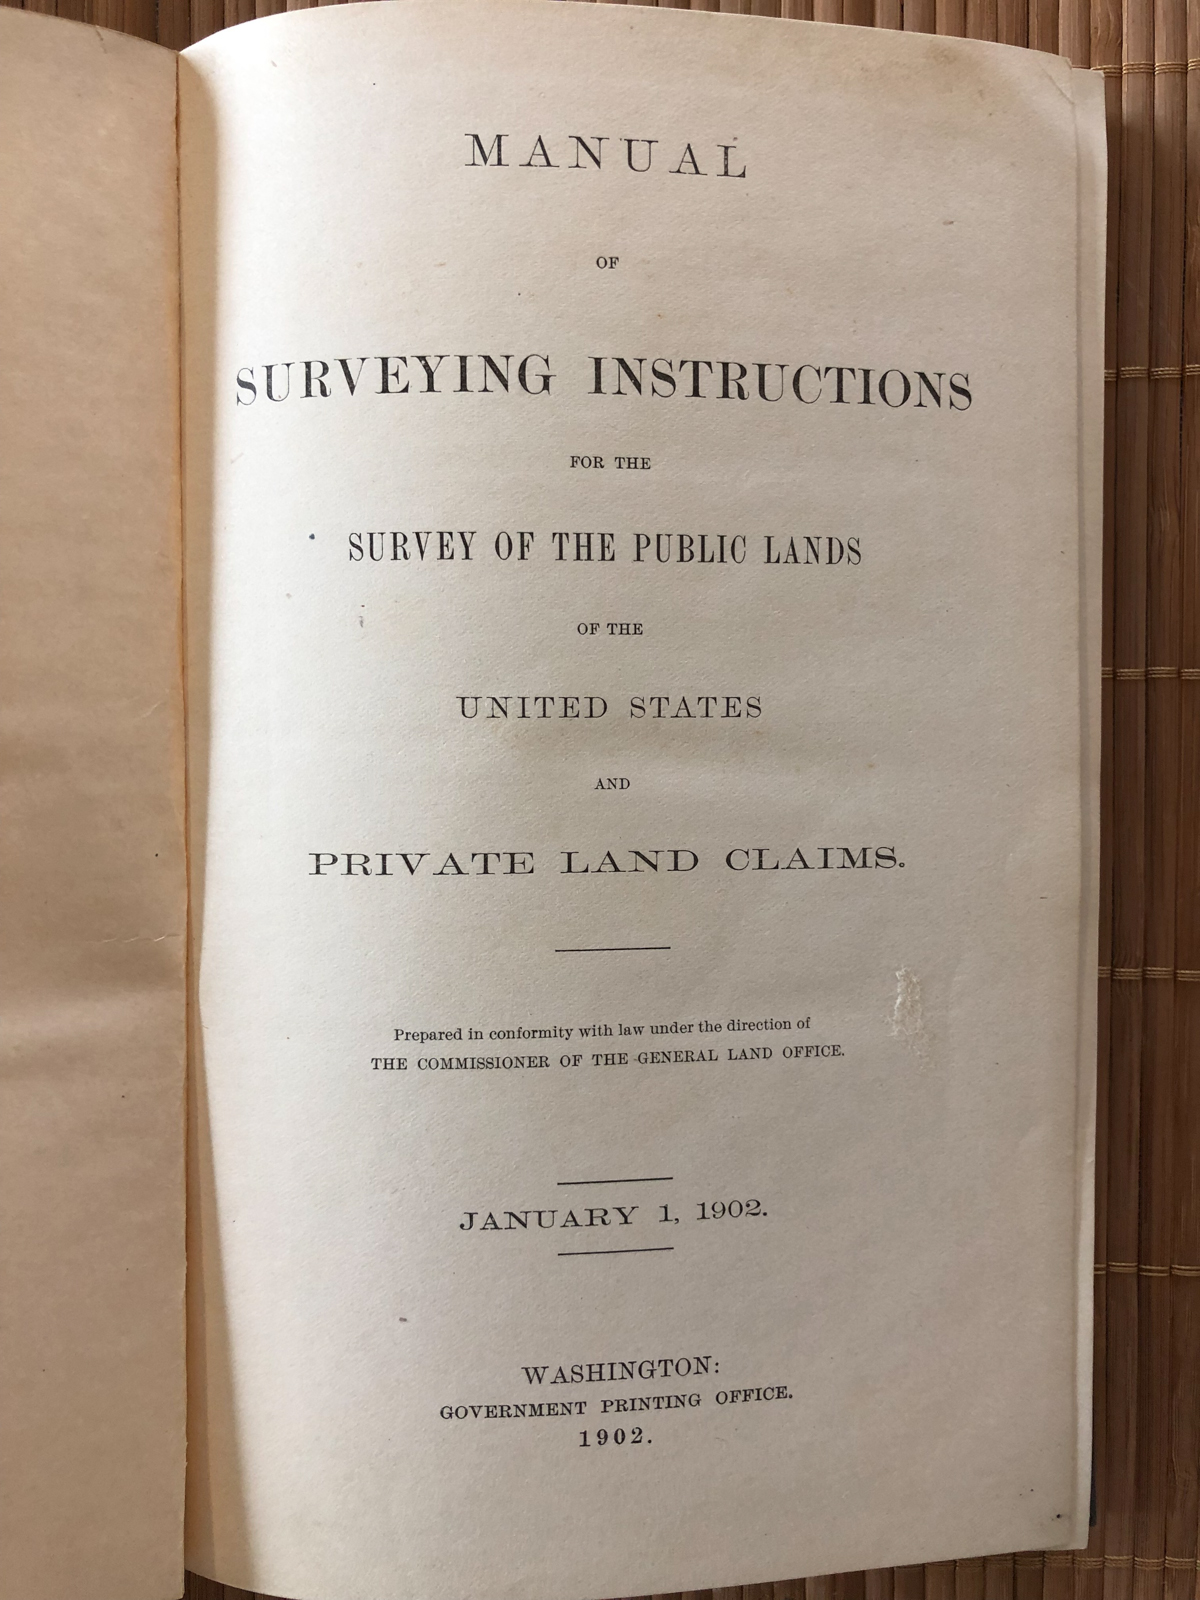 MANUAL
OF
SURVEYING INSTRUCTIONS
FOR THE
SURVEY OF THE PUBLIC LANDS
OF THE
UNITED STATES
AND
PRIVATE LAND CLAIMS.
Prepared in conformity with law under the direction of
THE COMMISSIONER OF THE GENERAL LAND OFFICE.
JANUARY 1, 1902.
WASHINGTON:
GOVERNMENT PRINTING OFFICE.
1902.